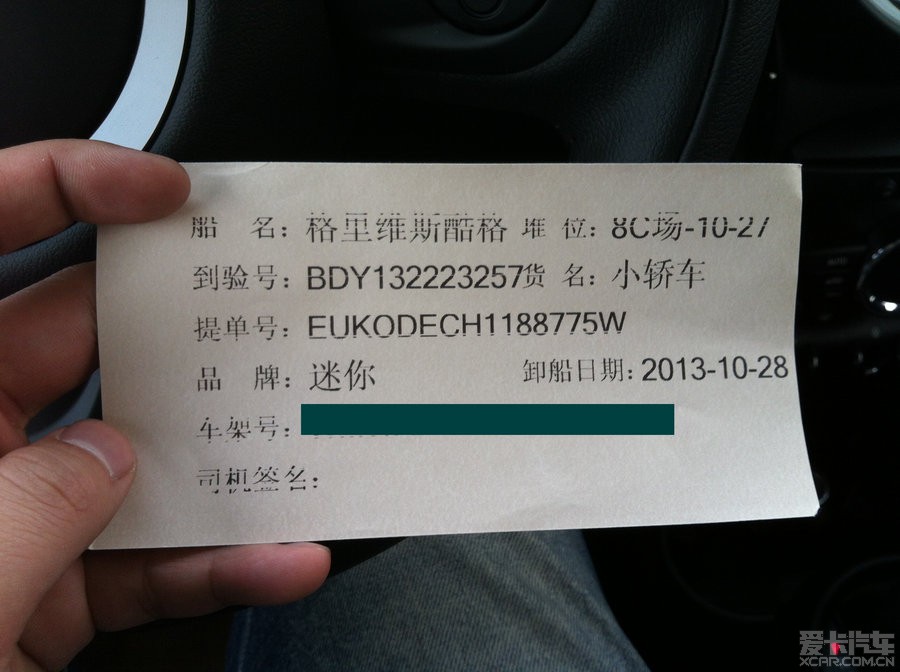 船 名：格里维斯酷格 堆 位：8C场-10-27
到验号：BDY132223257货 名：小轿车
提单号：EUKODECH1188775W
品 牌：迷你 卸船日期：2013-10-28
车架号：
司机签名：
爱卡汽车
XCAR.COM.CN